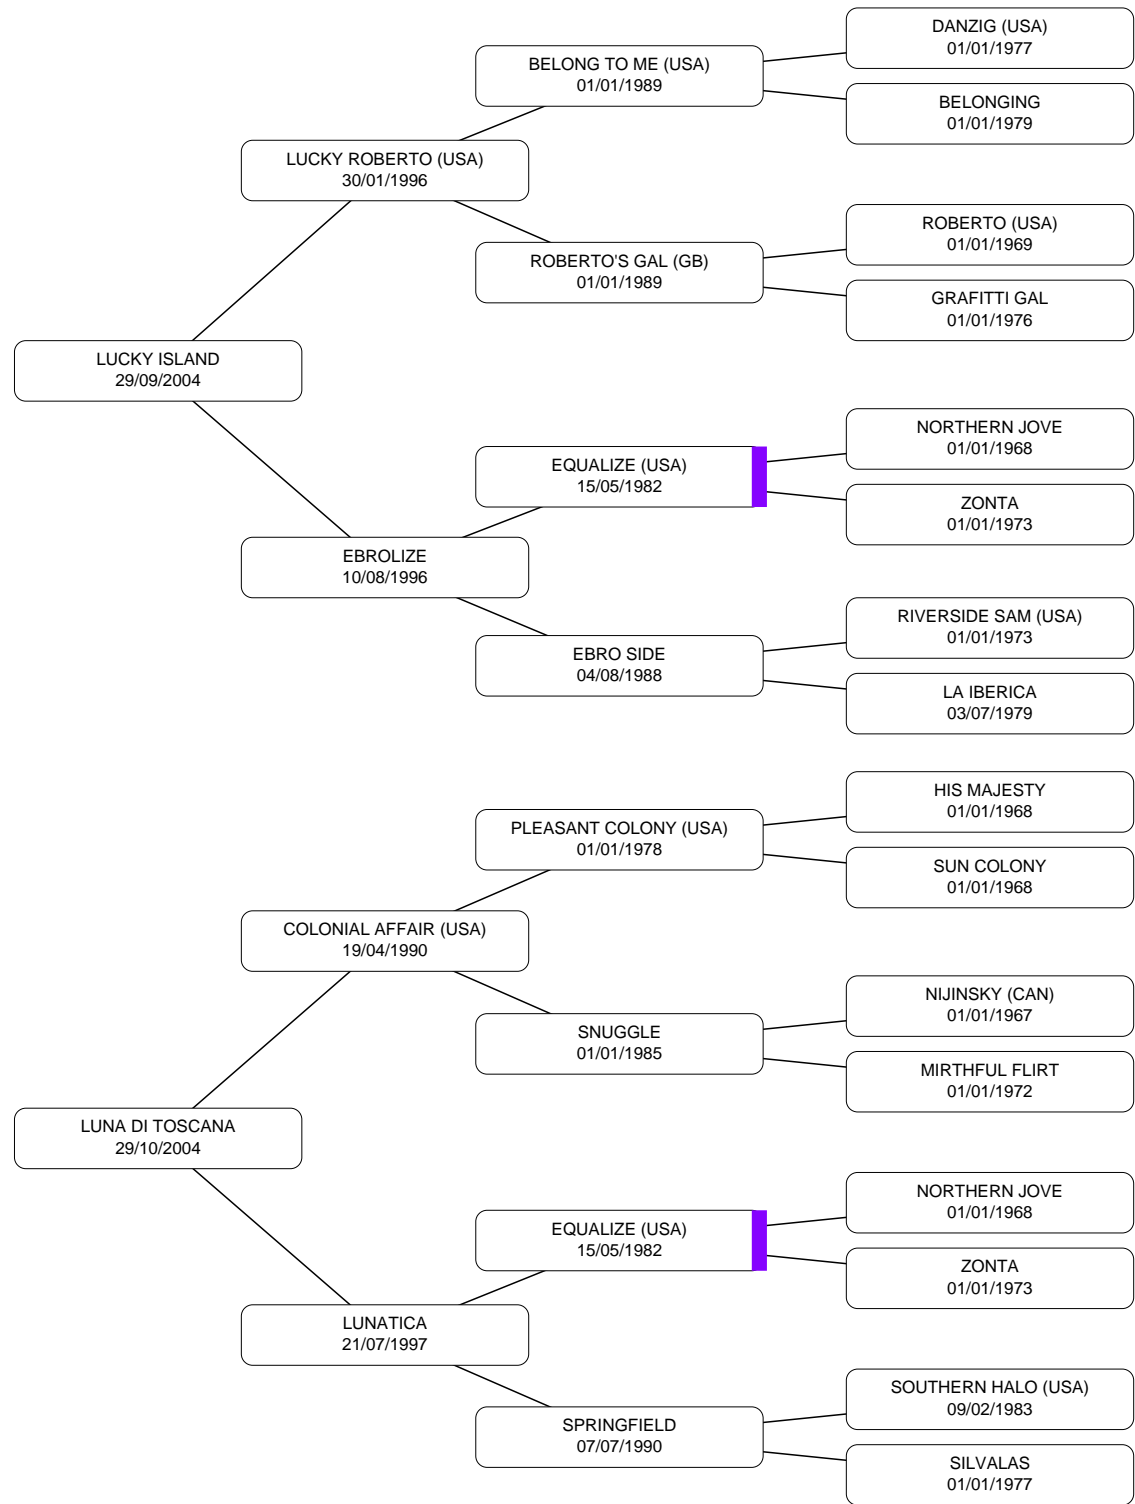 DANZIG (USA)
01/01/1977
BELONG TO ME (USA)
01/01/1989
BELONGING
01/01/1979
LUCKY ROBERTO (USA)
30/01/1996
ROBERTO (USA)
01/01/1969
ROBERTO'S GAL (GB)
01/01/1989
GRAFITTI GAL
01/01/1976
LUCKY ISLAND
29/09/2004
NORTHERN JOVE
01/01/1968
EQUALIZE (USA)
15/05/1982
ZONTA
01/01/1973
EBROLIZE
10/08/1996
RIVERSIDE SAM (USA)
01/01/1973
EBRO SIDE
04/08/1988
LA IBERICA
03/07/1979
HIS MAJESTY
01/01/1968
PLEASANT COLONY (USA)
01/01/1978
SUN COLONY
01/01/1968
COLONIAL AFFAIR (USA)
19/04/1990
NIJINSKY (CAN)
01/01/1967
SNUGGLE
01/01/1985
MIRTHFUL FLIRT
01/01/1972
LUNA DI TOSCANA
29/10/2004
NORTHERN JOVE
01/01/1968
EQUALIZE (USA)
15/05/1982
ZONTA
01/01/1973
LUNATICA
21/07/1997
SOUTHERN HALO (USA)
09/02/1983
SPRINGFIELD
07/07/1990
SILVALAS
01/01/1977